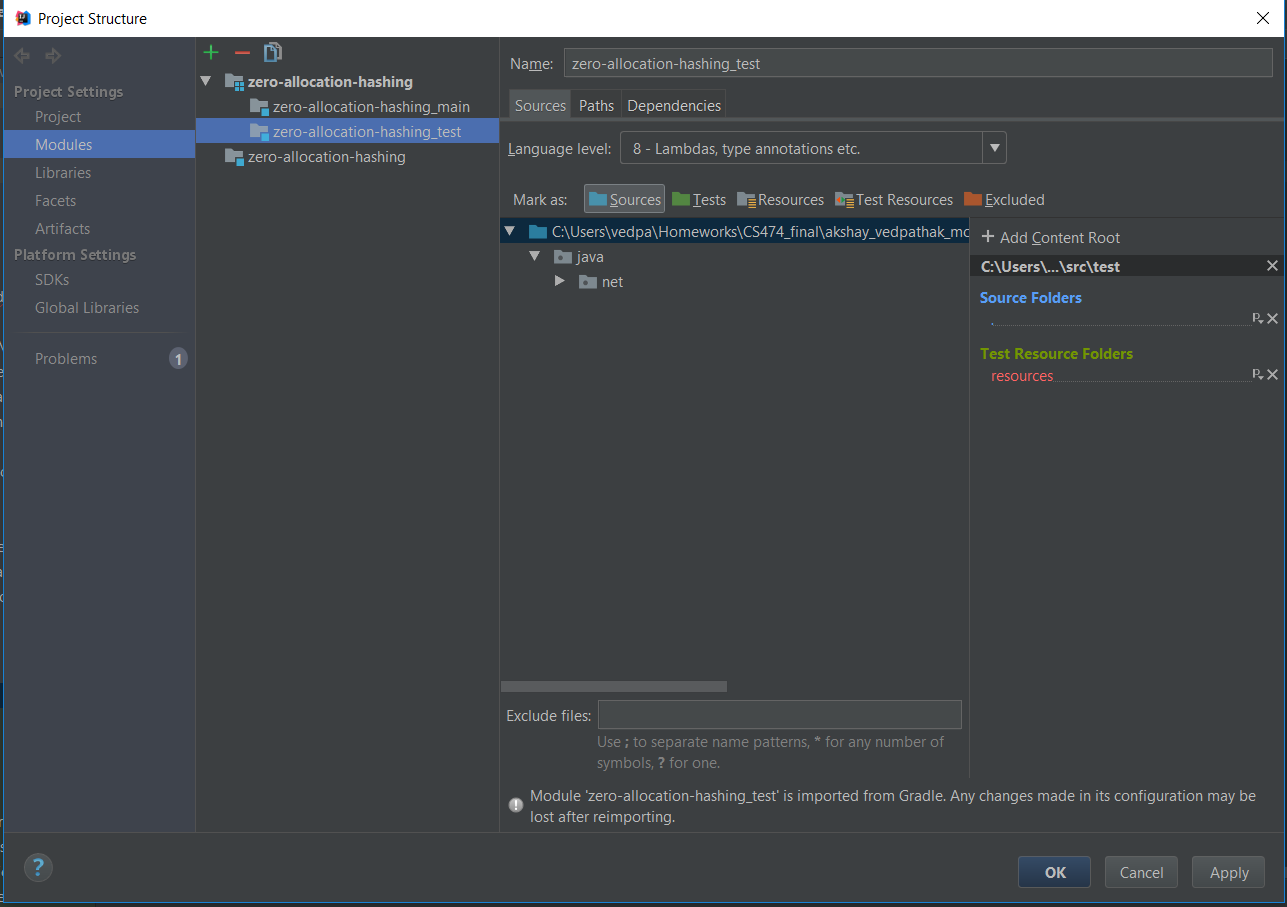 Project Structure
Project Settings
Project
Modules
Libraries
Facets
Artifacts
Platform Settings
SDKs
Global Libraries
Problems 1
zero-allocation-hashing
zero-allocation-hashing_main
zero-allocation-hashing_test
zero-allocation-hashing
Name: zero-allocation-hashing_test
Sources Paths Dependencies
Language level: 8 - Lambdas, type annotations etc.
Mark as: Sources Tests Resources Test Resources Excluded
C:\Users\vedpa\Homeworks\CS474_final\akshay_vedpathak_mc
java
net
+ Add Content Root
C:\Users\...\src\test
Source Folders
.
Test Resource Folders
resources
Exclude files:
Use ; to separate name patterns, * for any number of
symbols, ? for one.
Module 'zero-allocation-hashing_test' is imported from Gradle. Any changes made in its configuration may be
lost after reimporting.
?
OK Cancel Apply